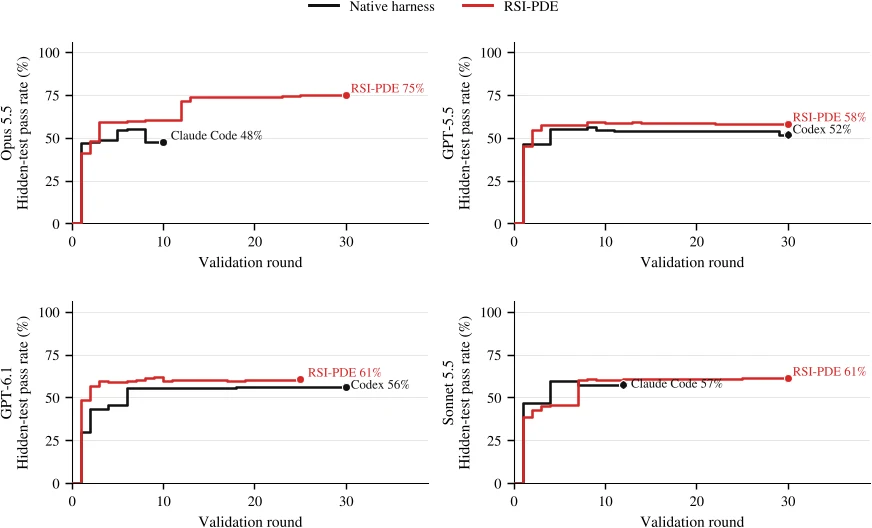 Native harness
RSI-PDE
100
75
50
25
0
0
10
20
30
Opus 5.5
Hidden-test pass rate (%)
RSI-PDE 75%
Claude Code 48%
Validation round
100
75
50
25
0
0
10
20
30
GPT-5.5
Hidden-test pass rate (%)
RSI-PDE 58%
Codex 52%
Validation round
100
75
50
25
0
0
10
20
30
GPT-6.1
Hidden-test pass rate (%)
RSI-PDE 61%
Codex 56%
Validation round
100
75
50
25
0
0
10
20
30
Sonnet 5.5
Hidden-test pass rate (%)
RSI-PDE 61%
Claude Code 57%
Validation round